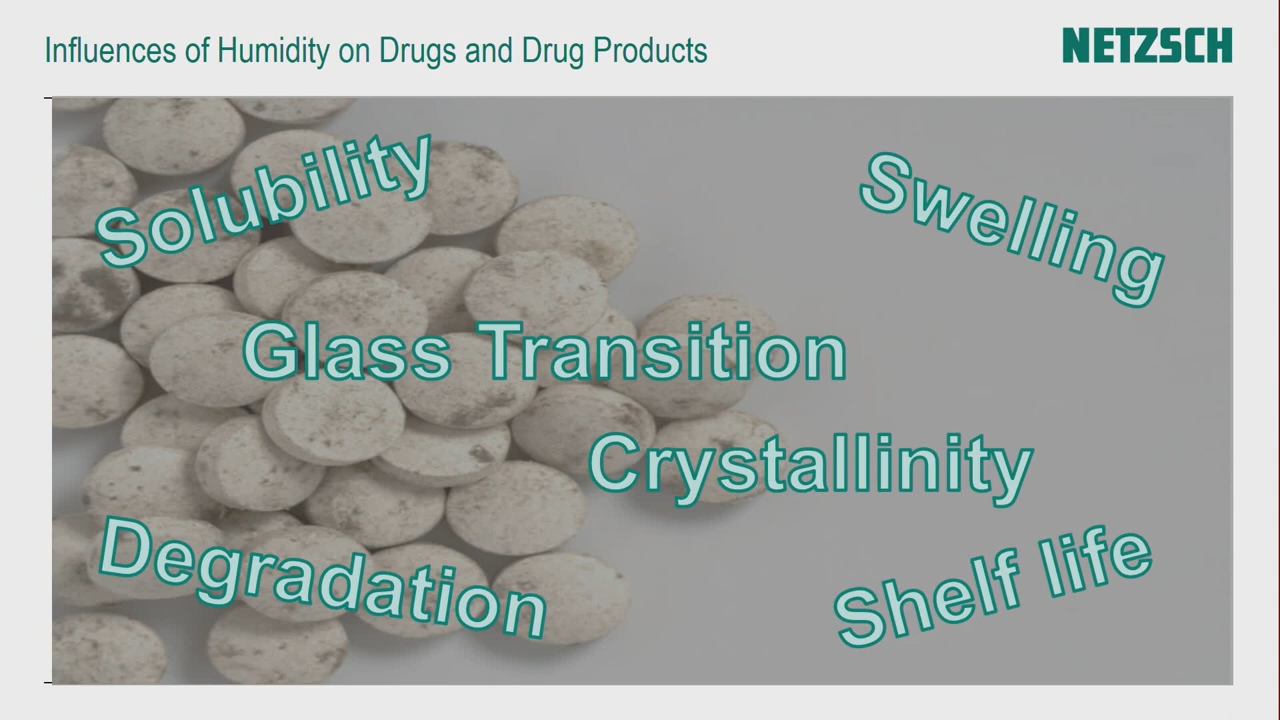 Influences of Humidity on Drugs and Drug Products
NETZSCH
Solubility
Swelling
Glass Transition
Crystallinity
Degradation
Shelf life